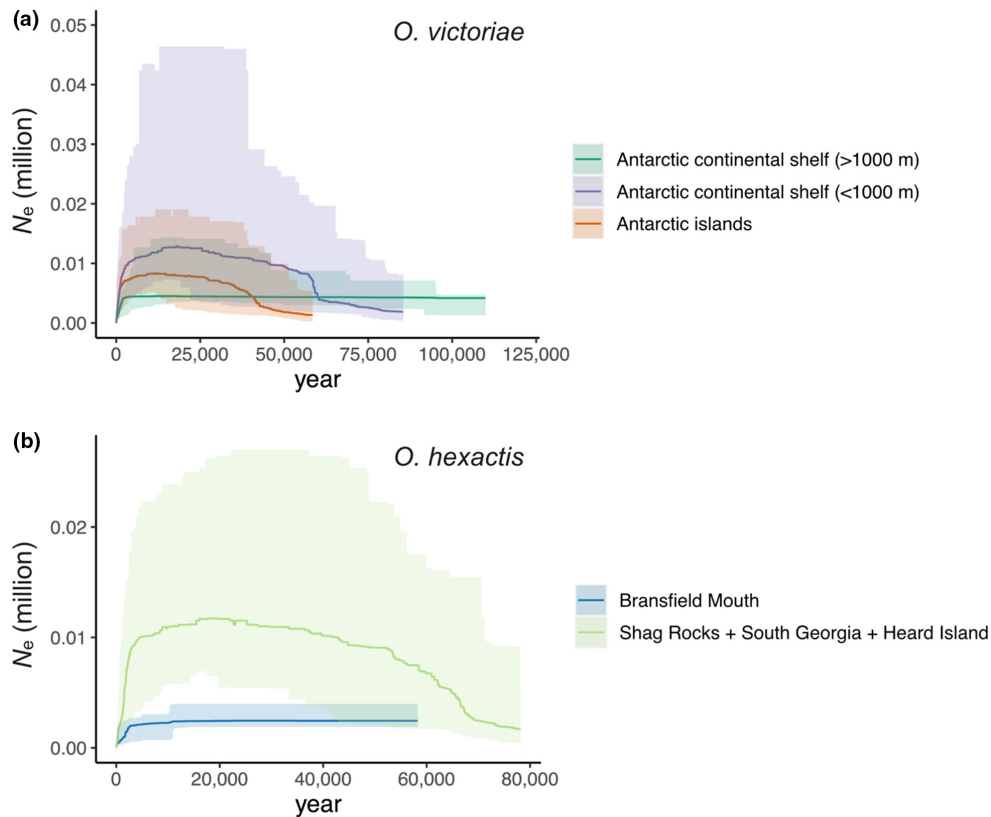 (a)
O. victoriae
Ne (million)
0.05
0.04
0.03
0.02
0.01
0.00
0
25,000
50,000
75,000
100,000
125,000
year
Antarctic continental shelf (>1000 m)
Antarctic continental shelf (<1000 m)
Antarctic islands
(b)
O. hexactis
Ne (million)
0.02
0.01
0.00
0
20,000
40,000
60,000
80,000
year
Bransfield Mouth
Shag Rocks + South Georgia + Heard Island